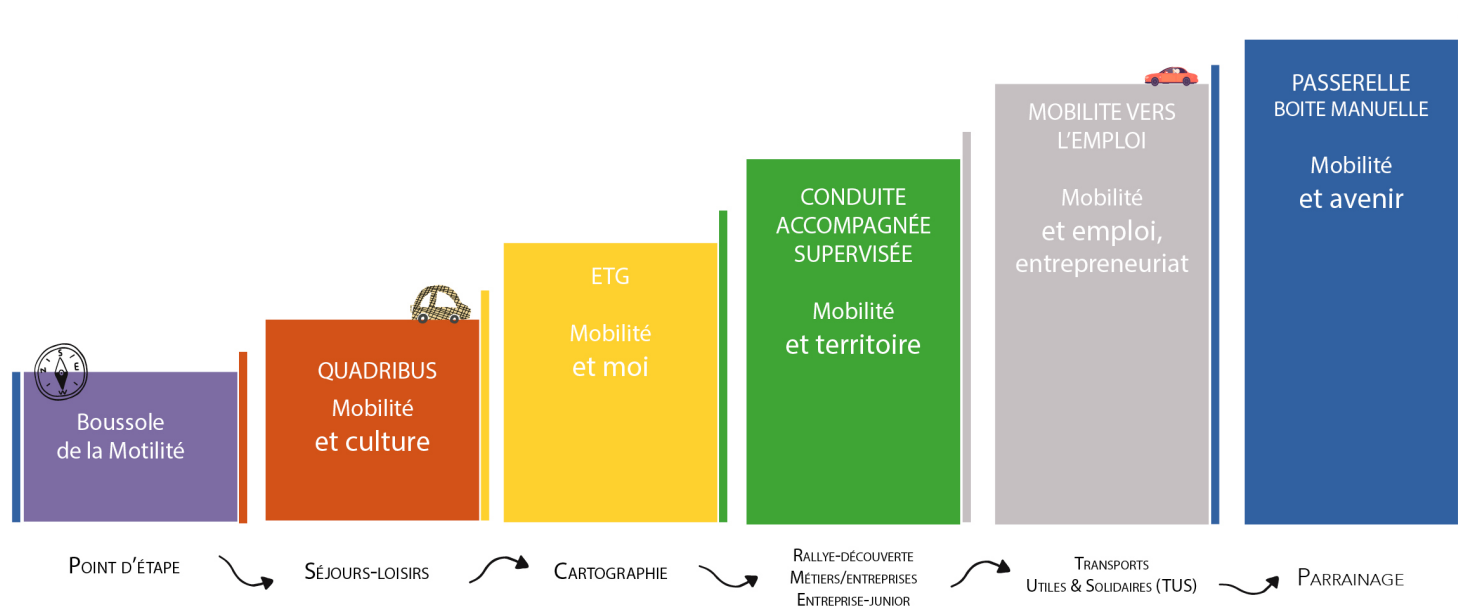 Boussole
de la Motilité
QUADRIBUS
Mobilité
et culture
ETG
Mobilité
et moi
CONDUITE
ACCOMPAGNÉE
SUPERVISÉE
Mobilité
et territoire
MOBILITE VERS
L'EMPLOI
Mobilité
et emploi,
entrepreneuriat
PASSERELLE
BOITE MANUELLE
Mobilité
et avenir
S
E
W
N
POINT D'ÉTAPE
SÉJOURS-LOISIRS
CARTOGRAPHIE
RALLYE-DÉCOUVERTE
MÉTIERS/ENTREPRISES
ENTREPRISE-JUNIOR
TRANSPORTS
UTILES & SOLIDAIRES (TUS)
PARRAINAGE